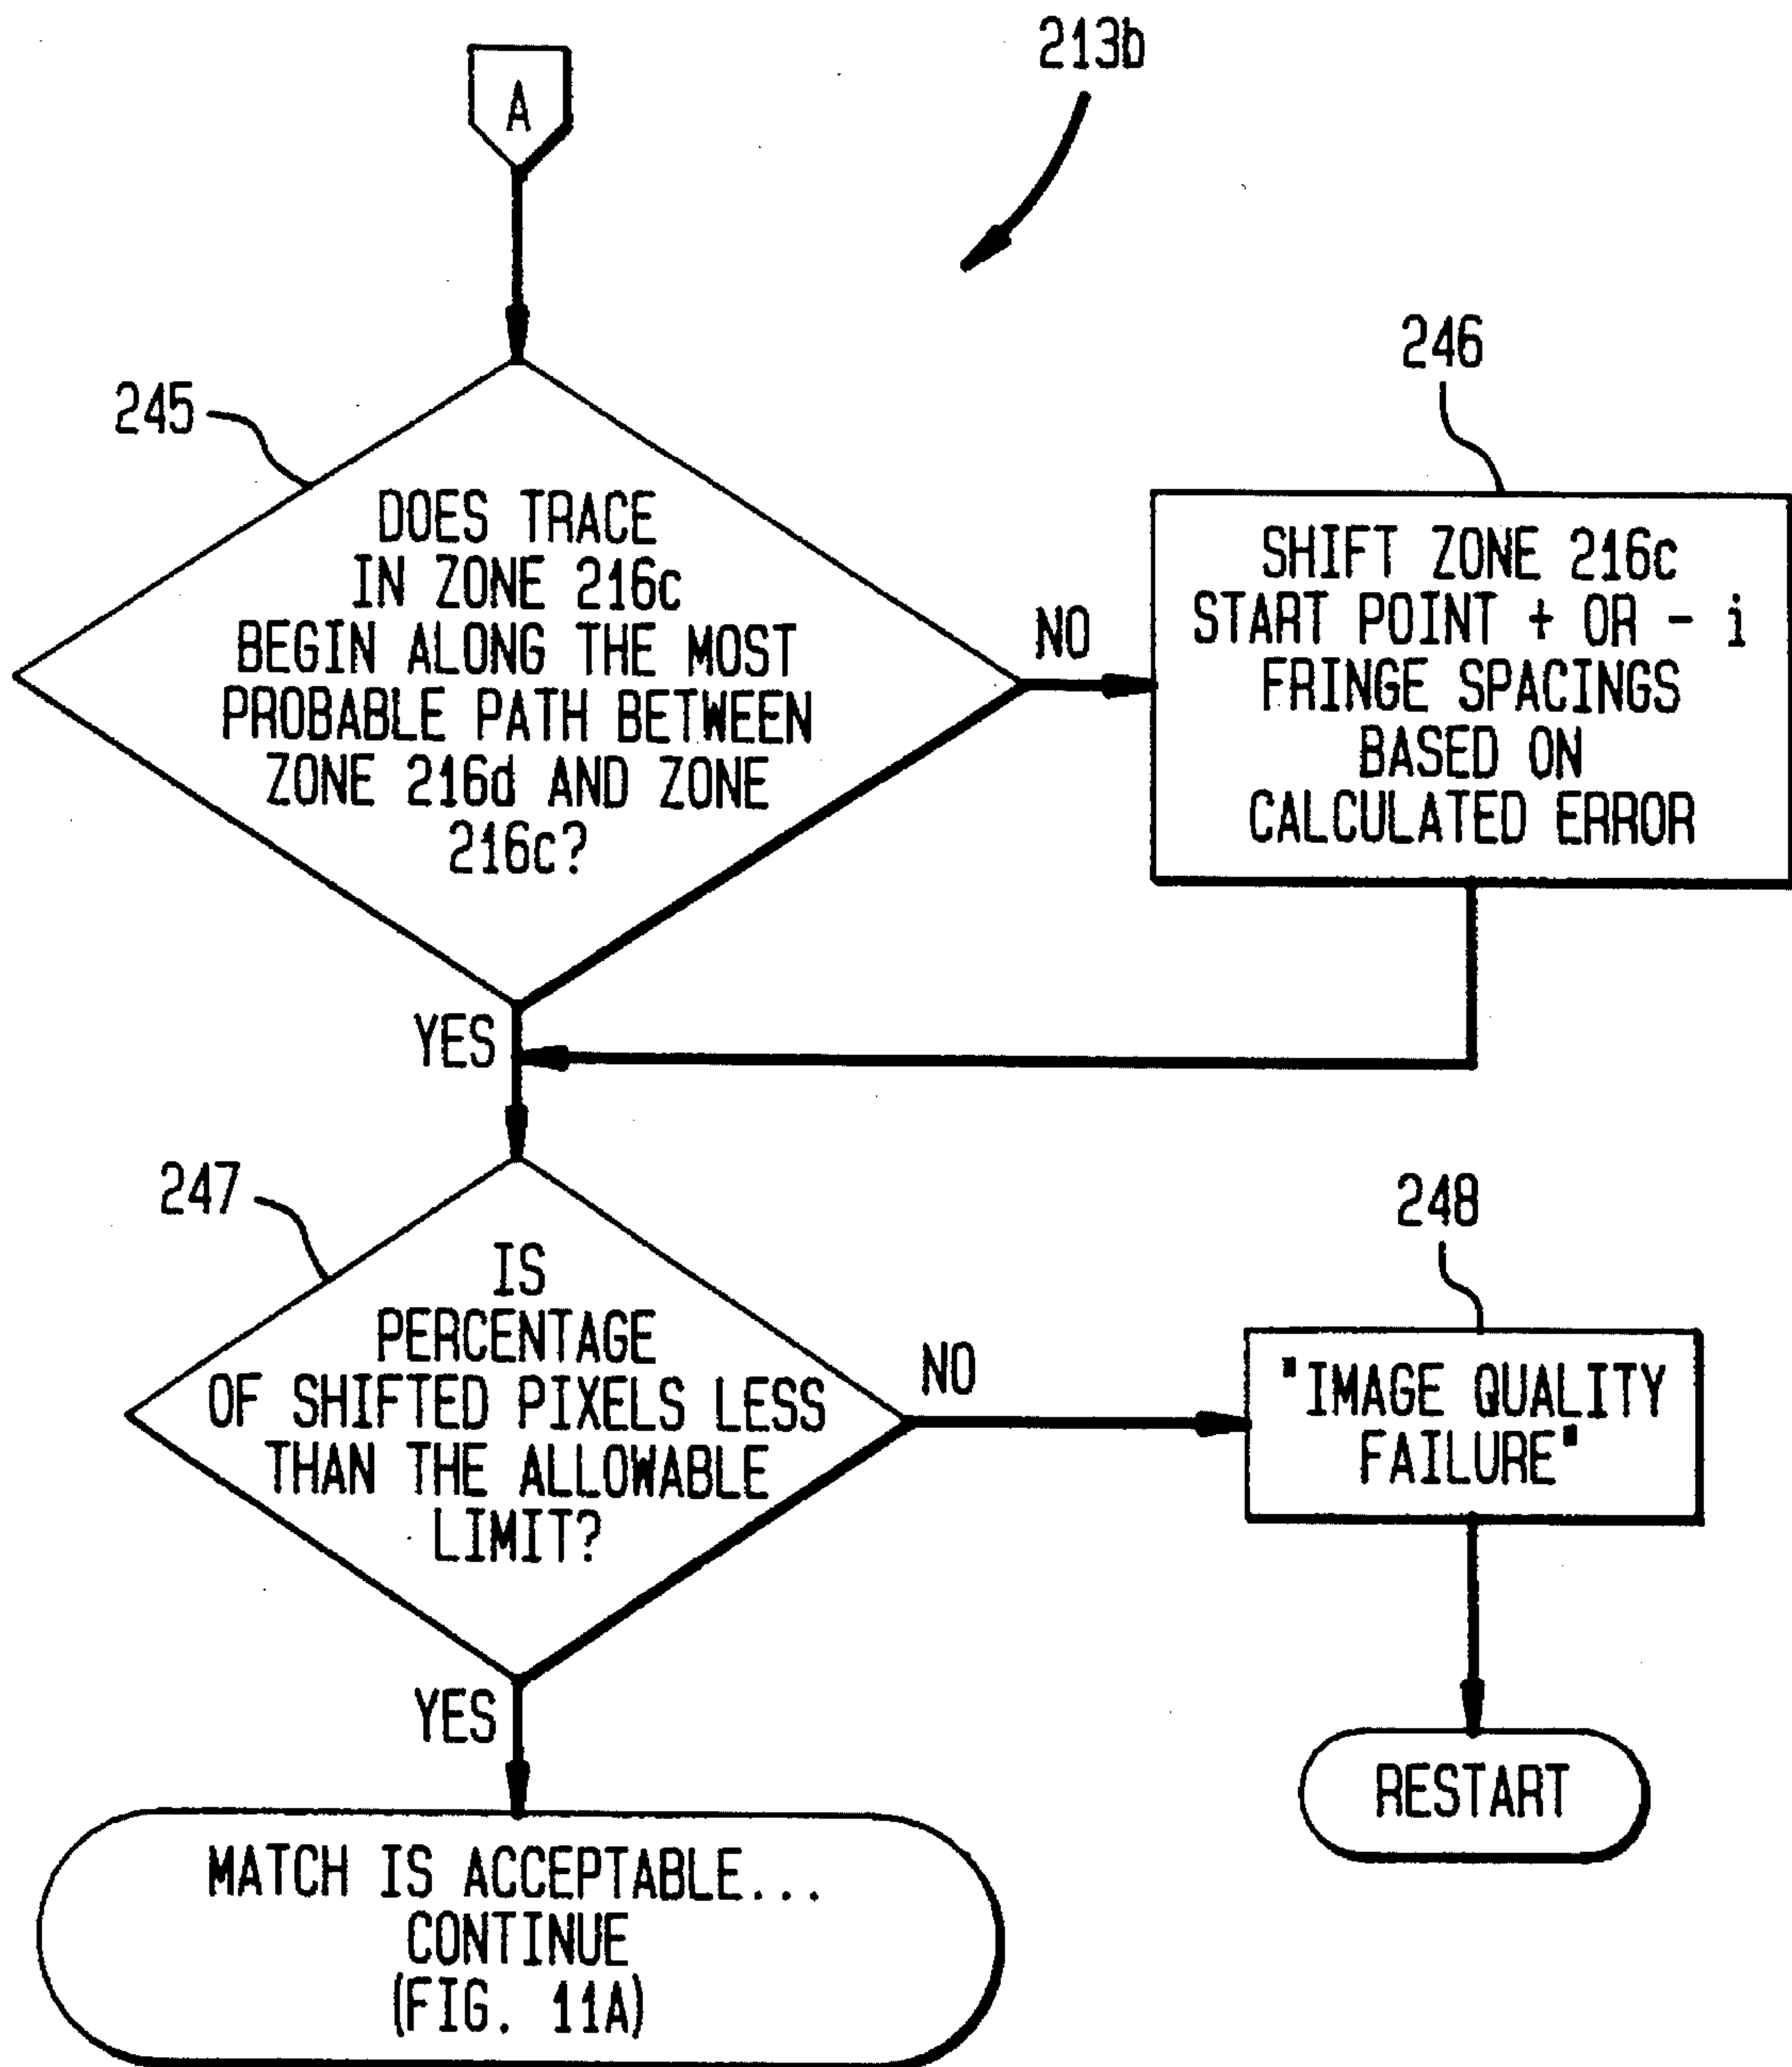 213b
A
245
DOES TRACE
IN ZONE 216c
BEGIN ALONG THE MOST
PROBABLE PATH BETWEEN
ZONE 216d AND ZONE
216c?
NO
246
SHIFT ZONE 216c
START POINT + OR - i
FRINGE SPACINGS
BASED ON
CALCULATED ERROR
YES
247
IS
PERCENTAGE
OF SHIFTED PIXELS LESS
THAN THE ALLOWABLE
LIMIT?
NO
248
"IMAGE QUALITY
FAILURE"
RESTART
YES
MATCH IS ACCEPTABLE...
CONTINUE
(FIG. 11A)